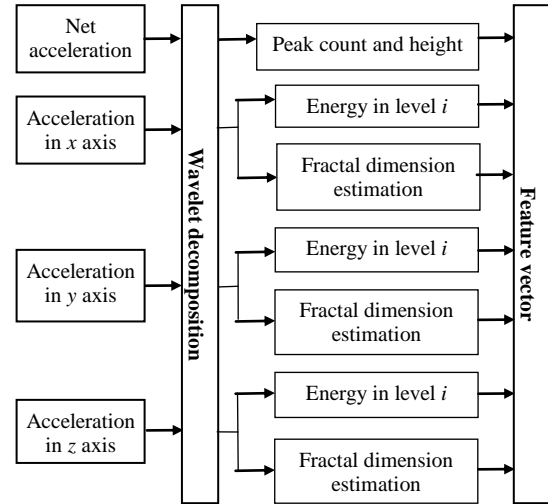 Net
acceleration
Acceleration
in x axis
Acceleration
in y axis
Acceleration
in z axis
Wavelet decomposition
Peak count and height
Energy in level i
Fractal dimension
estimation
Energy in level i
Fractal dimension
estimation
Energy in level i
Fractal dimension
estimation
Feature vector